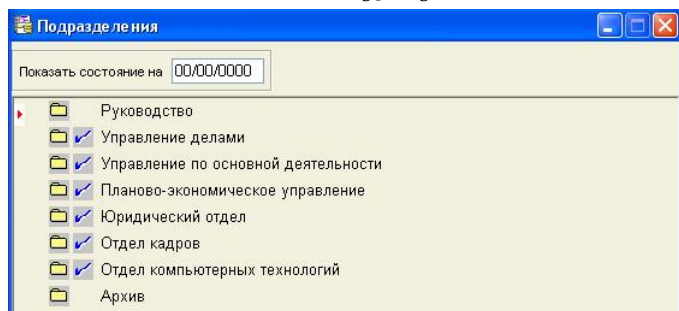 Подразделения
Показать состояние на 00/00/0000
Руководство
Управление делами
Управление по основной деятельности
Планово-экономическое управление
Юридический отдел
Отдел кадров
Отдел компьютерных технологий
Архив